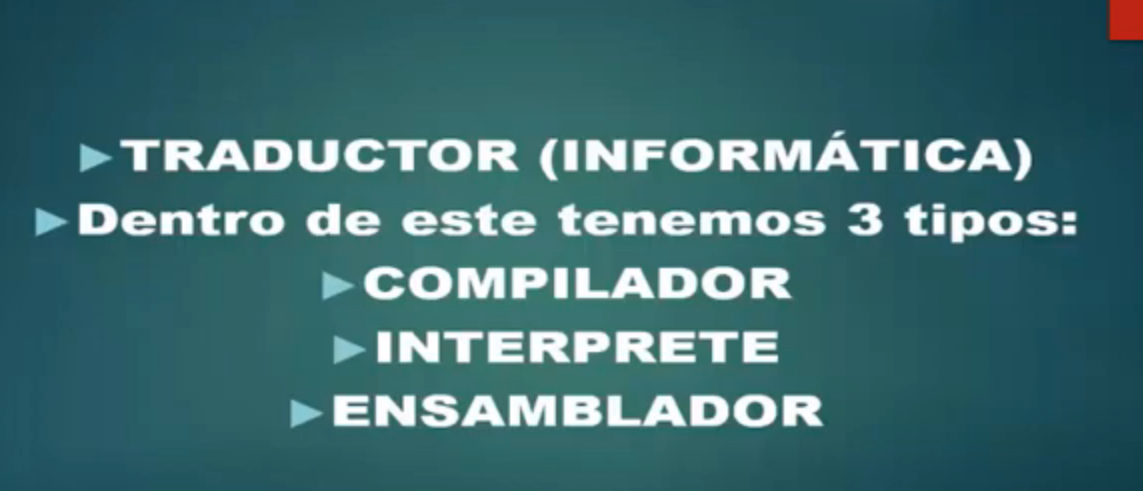 TRADUCTOR (INFORMÁTICA)
Dentro de este tenemos 3 tipos:
COMPILADOR
INTERPRETE
ENSAMBLADOR